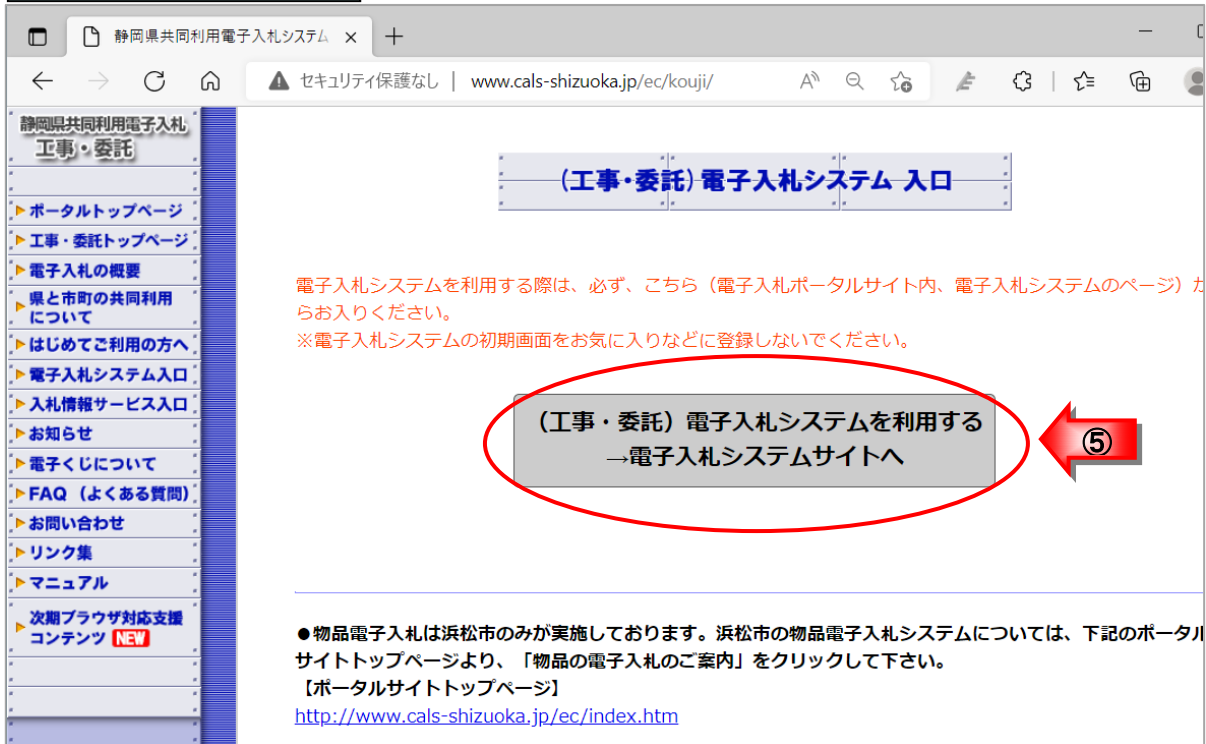 静岡県共同利用電子入札システム
セキュリティ保護なし | www.cals-shizuoka.jp/ec/kouji/
静岡県共同利用電子入札
工事・委託
ポータルトップページ
工事・委託トップページ
電子入札の概要
県と市町の共同利用
について
はじめてご利用の方へ
電子入札システム入口
入札情報サービス入口
お知らせ
電子くじについて
FAQ（よくある質問）
お問い合わせ
リンク集
マニュアル
次期ブラウザ対応支援
コンテンツ NEW
（工事・委託）電子入札システム 入口
電子入札システムを利用する際は、必ず、こちら（電子入札ポータルサイト内、電子入札システムのページ）か
らお入りください。
※電子入札システムの初期画面をお気に入りなどに登録しないでください。
（工事・委託）電子入札システムを利用する
→電子入札システムサイトへ
⑤
●物品電子入札は浜松市のみが実施しております。浜松市の物品電子入札システムについては、下記のポータル
サイトトップページより、「物品の電子入札のご案内」をクリックして下さい。
【ポータルサイトトップページ】
http://www.cals-shizuoka.jp/ec/index.htm